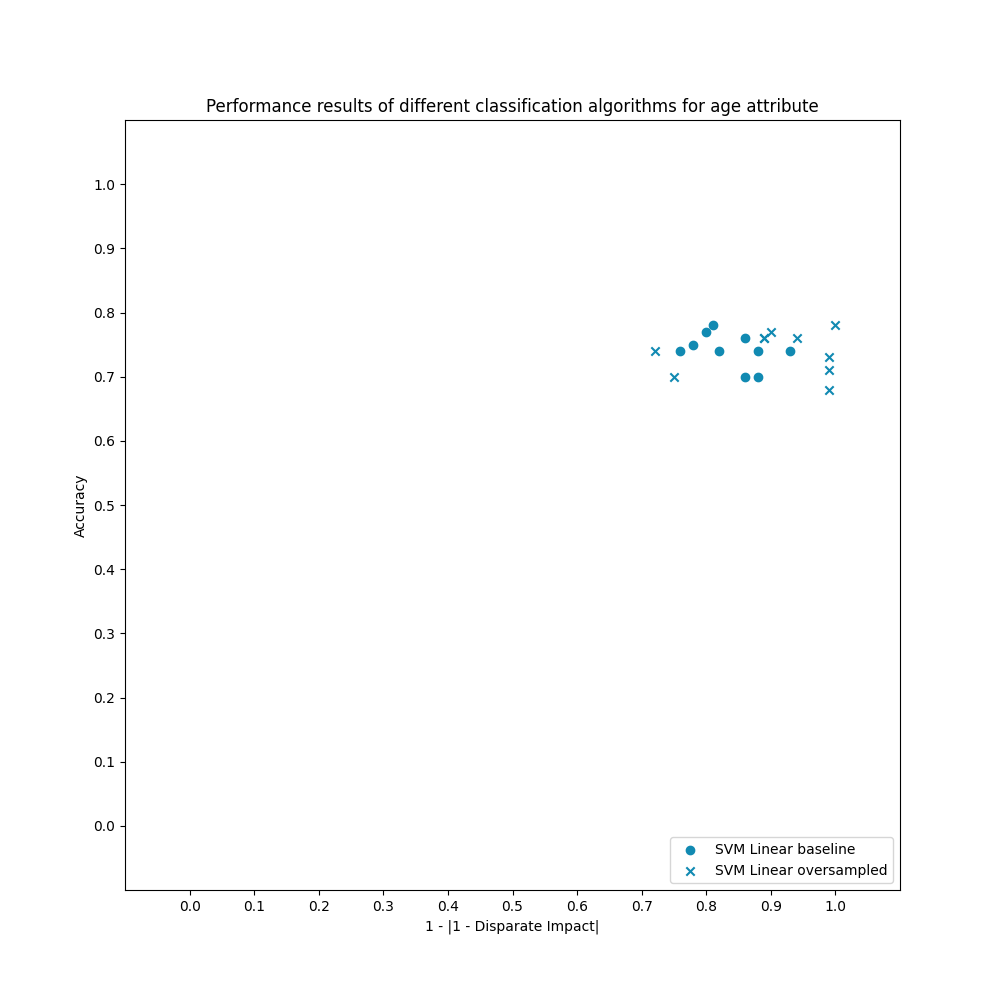 Performance results of different classification algorithms for age attribute
1.0
0.9
0.8
0.7
0.6
0.5
0.4
0.3
0.2
0.1
0.0
Accuracy
SVM Linear baseline
SVM Linear oversampled
0.0 0.1 0.2 0.3 0.4 0.5 0.6 0.7 0.8 0.9 1.0
1 - |1 - Disparate Impact|